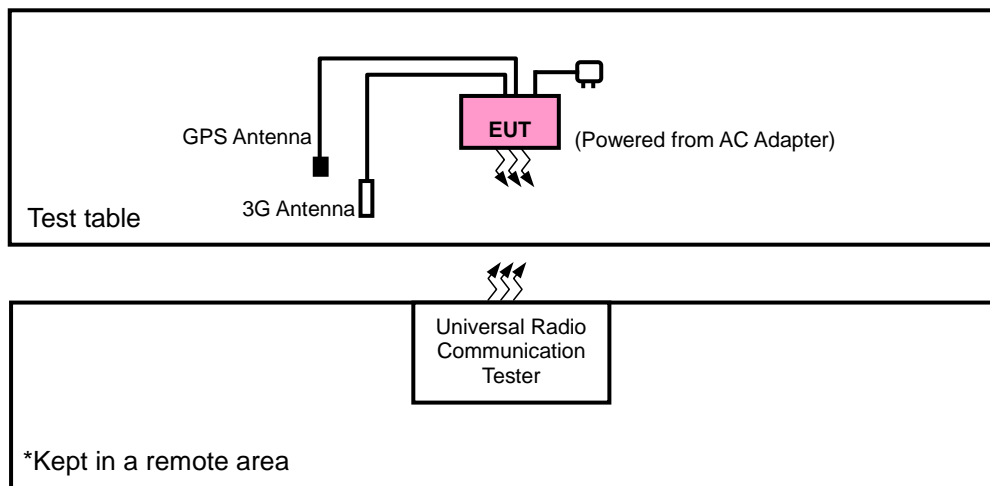 GPS Antenna
EUT
(Powered from AC Adapter)
3G Antenna
Test table
Universal Radio
Communication
Tester
*Kept in a remote area